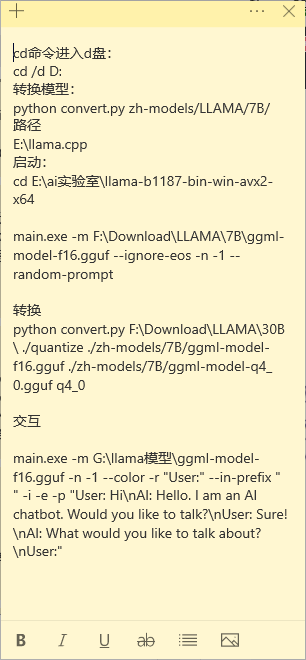 cd命令进入d盘：
cd /d D:
转换模型：
python convert.py zh-models/LLAMA/7B/
路径
E:\llama.cpp
启动：
cd E:\ai实验室\llama-b1187-bin-win-avx2-
x64
main.exe -m F:\Download\LLAMA\7B\ggml-
model-f16.gguf --ignore-eos -n -1 --
random-prompt
转换
python convert.py F:\Download\LLAMA\30B
\ ./quantize ./zh-models/7B/ggml-model-
f16.gguf ./zh-models/7B/ggml-model-q4_
0.gguf q4_0
交互
main.exe -m G:\llama模型\ggml-model-
f16.gguf -n -1 --color -r "User:" --in-prefix "
" -i -e -p "User: Hi\nAI: Hello. I am an AI
chatbot. Would you like to talk?\nUser: Sure!
\nAI: What would you like to talk about?
\nUser:"
B I U ab